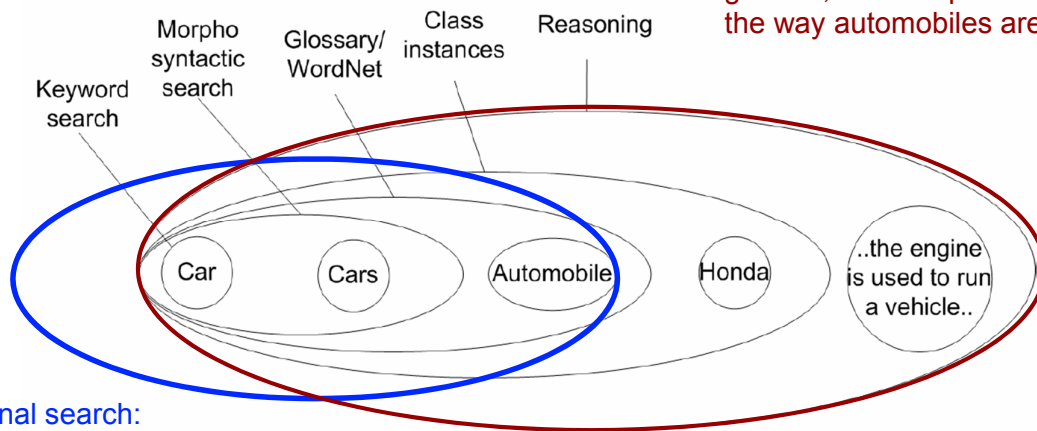 the way automobiles are
Reasoning
Class
instances
Glossary/
WordNet
Morpho
syntactic
search
Keyword
search
Car
Cars
Automobile
Honda
..the engine
is used to run
a vehicle..
search: